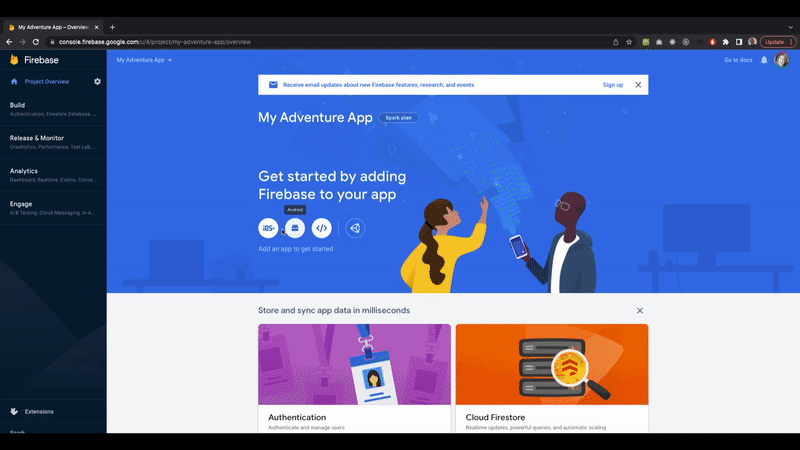 My Adventure App – Overview
console.firebase.google.com/u/4/project/my-adventure-app/overview
Update
Firebase
My Adventure App
Go to docs
Project Overview
Receive email updates about new Firebase features, research, and events
Sign up
Build
Authentication, Firestore Database, ...
My Adventure App
Spark plan
Release & Monitor
Crashlytics, Performance, Test Lab, ...
Analytics
Dashboard, Realtime, Events, Conve...
Get started by adding
Firebase to your app
Engage
A/B Testing, Cloud Messaging, In-A...
Android
iOS+
</>
Add an app to get started
Store and sync app data in milliseconds
Authentication
Authenticate and manage users
Cloud Firestore
Realtime updates, powerful queries, and automatic scaling
Extensions
Spark